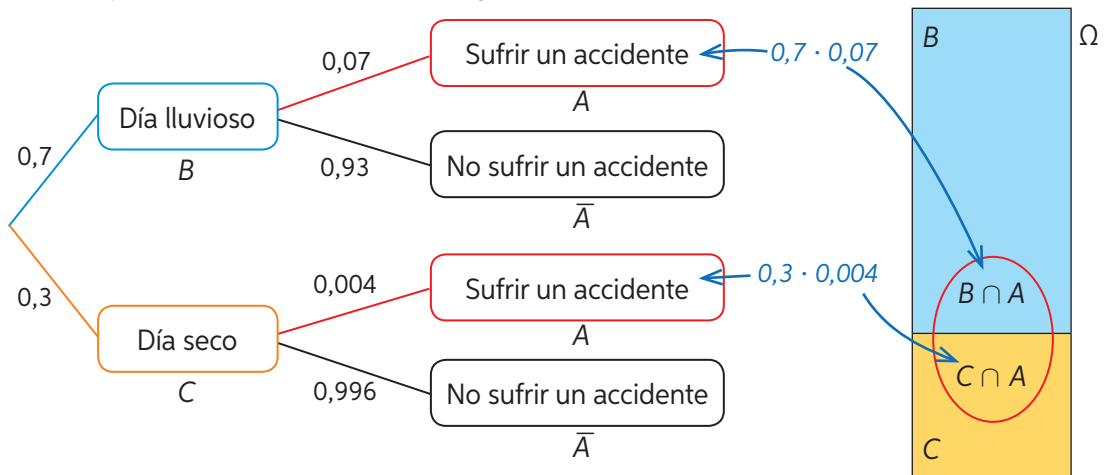 0,7
Día lluvioso
B
0,07
Sufrir un accidente
A
0,93
No sufrir un accidente
A̅
0,3
Día seco
C
0,004
Sufrir un accidente
A
0,996
No sufrir un accidente
A̅
0,7 · 0,07
0,3 · 0,004
B
Ω
B ∩ A
C ∩ A
C